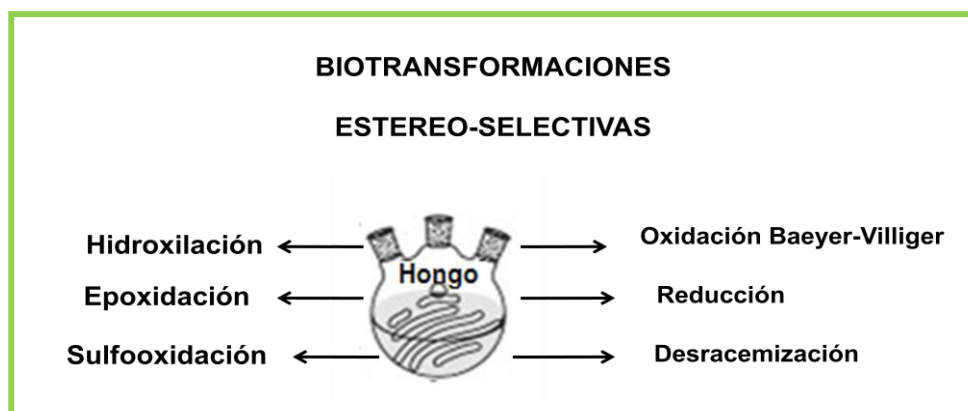 BIOTRANSFORMACIONES
ESTEREO-SELECTIVAS
Hidroxilación
Oxidación Baeyer-Villiger
Hongo
Epoxidación
Reducción
Sulfooxidación
Desracemización